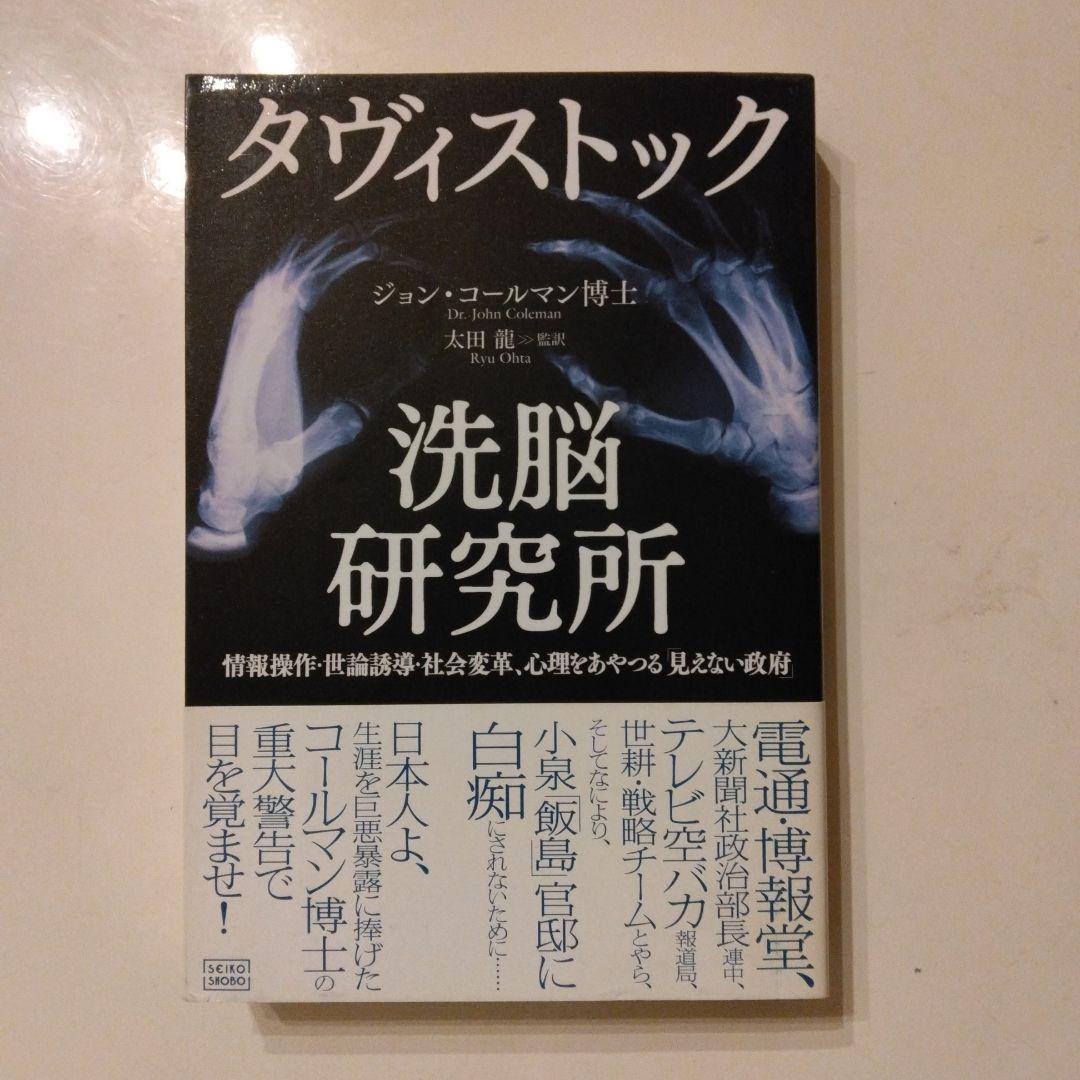 タヴィストック
ジョン・コールマン博士
Dr. John Coleman
太田 龍≫監訳
Ryu Ohta
洗脳
研究所
情報操作・世論誘導・社会変革、心理をあやつる「見えない政府」
電通・博報堂、
大新聞社政治部長連中、
テレビ空バカ報道局、
世耕・戦略チームとやら、
そしてなにより、
小泉「飯島」官邸に
白痴にされないために……
日本人よ、
生涯を巨悪暴露に捧げた
コールマン博士の
重大警告で
目を覚ませ！
SEIKO
SHOBO